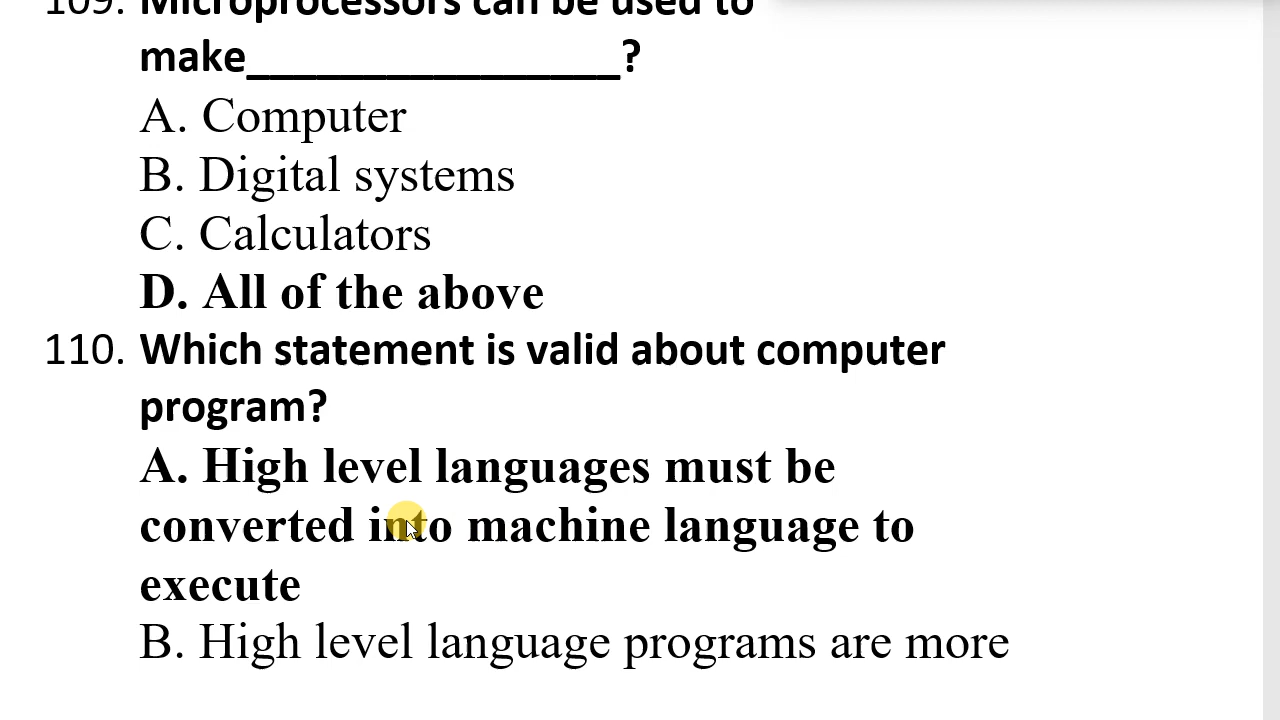 109. Microprocessors can be used to
make________________?
A. Computer
B. Digital systems
C. Calculators
D. All of the above
110. Which statement is valid about computer
program?
A. High level languages must be
converted into machine language to
execute
B. High level language programs are more